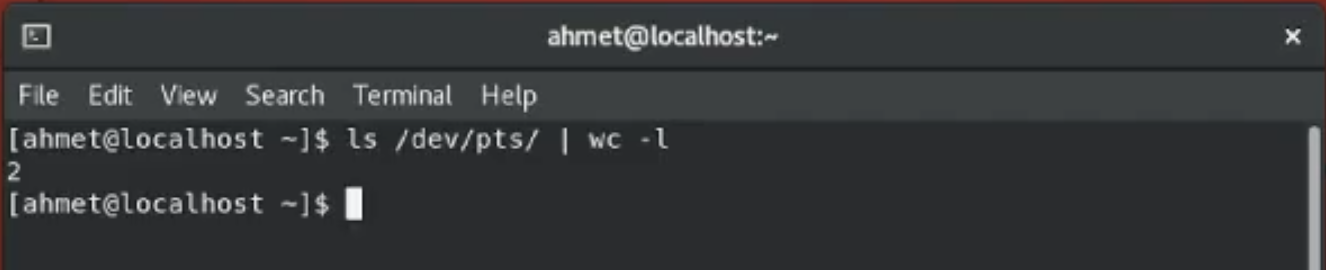 ahmet@localhost:~ ×
File Edit View Search Terminal Help
[ahmet@localhost ~]$ ls /dev/pts/ | wc -l
2
[ahmet@localhost ~]$